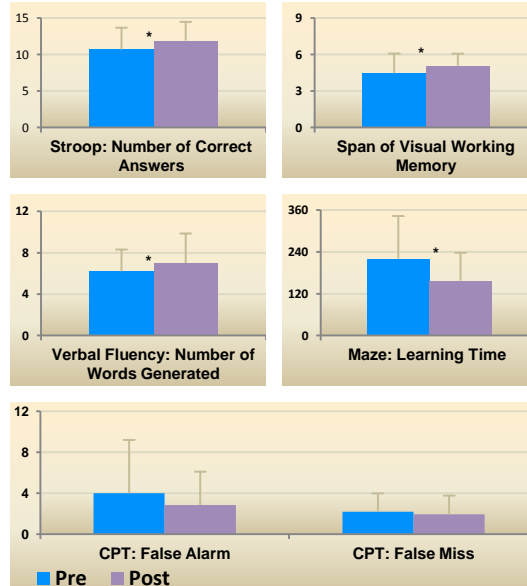 15
10
5
0
*
Stroop: Number of Correct
Answers
9
6
3
0
*
Span of Visual Working
Memory
12
8
4
0
*
Verbal Fluency: Number of
Words Generated
360
240
120
0
*
Maze: Learning Time
12
8
4
0
CPT: False Alarm
CPT: False Miss
Pre Post